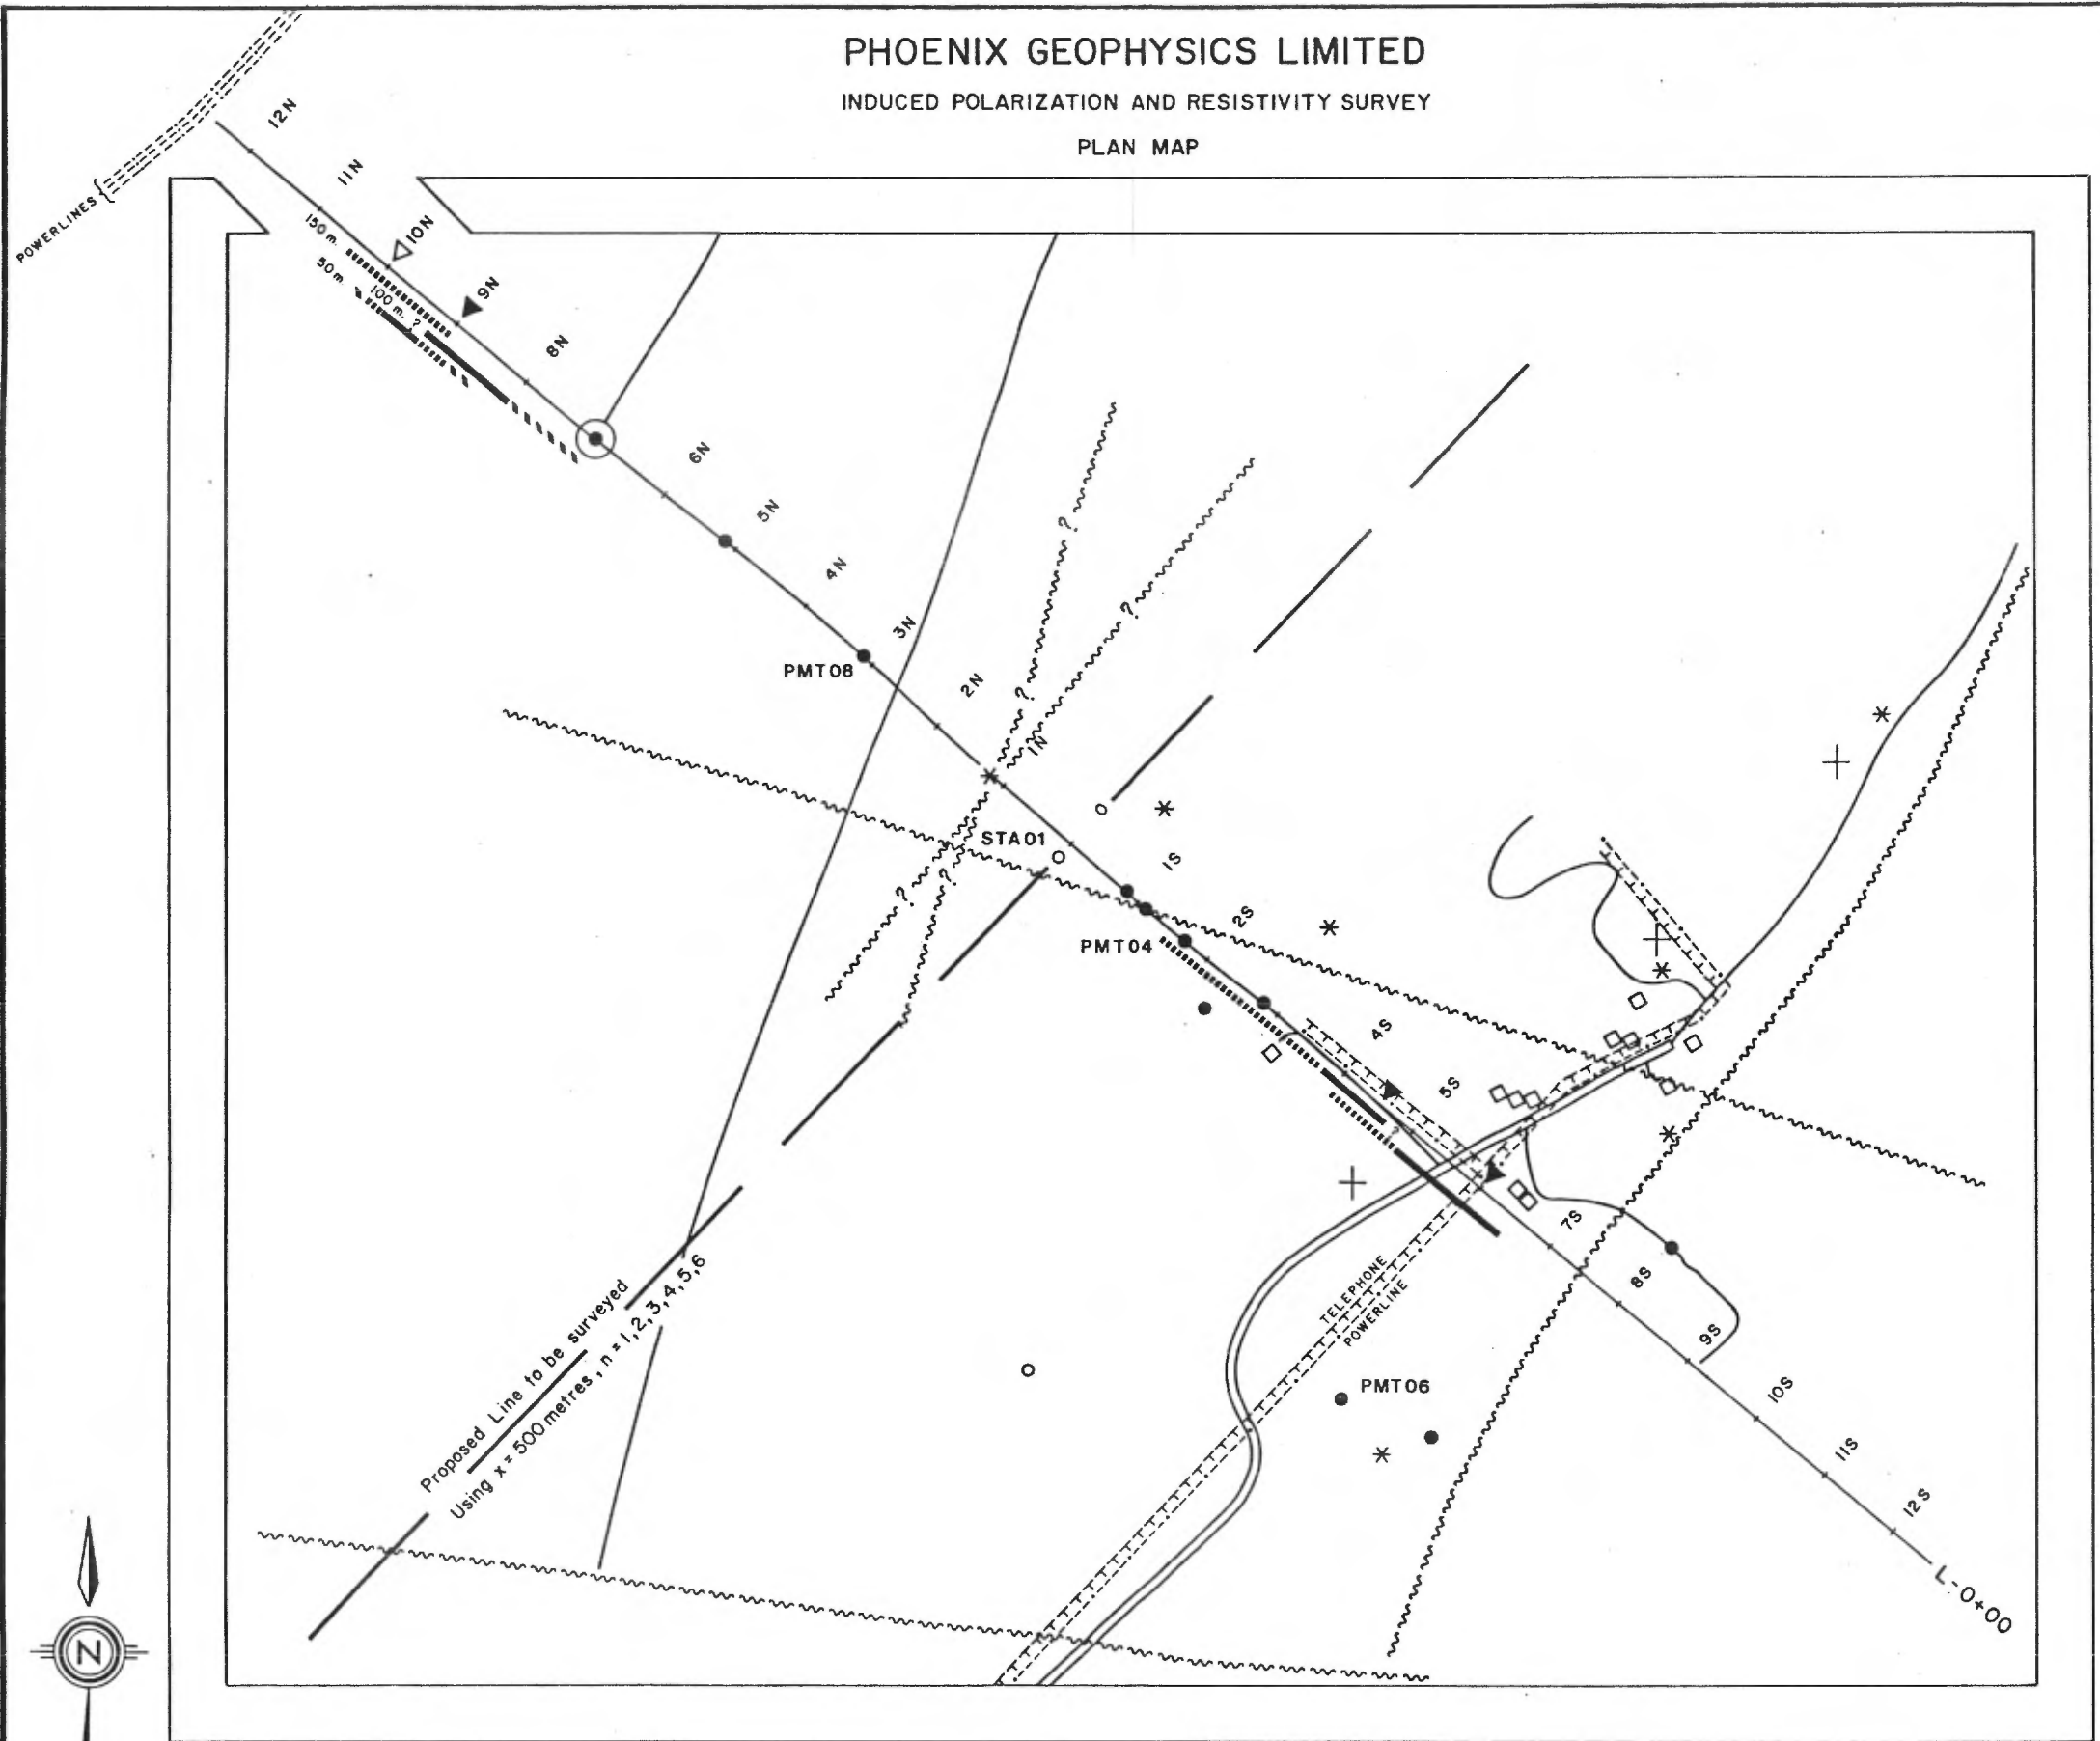 PHOENIX GEOPHYSICS LIMITED
INDUCED POLARIZATION AND RESISTIVITY SURVEY
PLAN MAP
POWERLINES
12N
11N
10N
9N
8N
150 m.
50 m.
100 m. ?
6N
5N
4N
3N
2N
1N
?
?
?
?
?
PMT08
STA01
O
1S
2S
PMT04
4S
5S
?
7S
8S
9S
10S
11S
12S
L-0+00
TELEPHONE
POWERLINE
PMT06
Proposed Line to be surveyed
Using x = 500 metres, n = 1,2,3,4,5,6
N